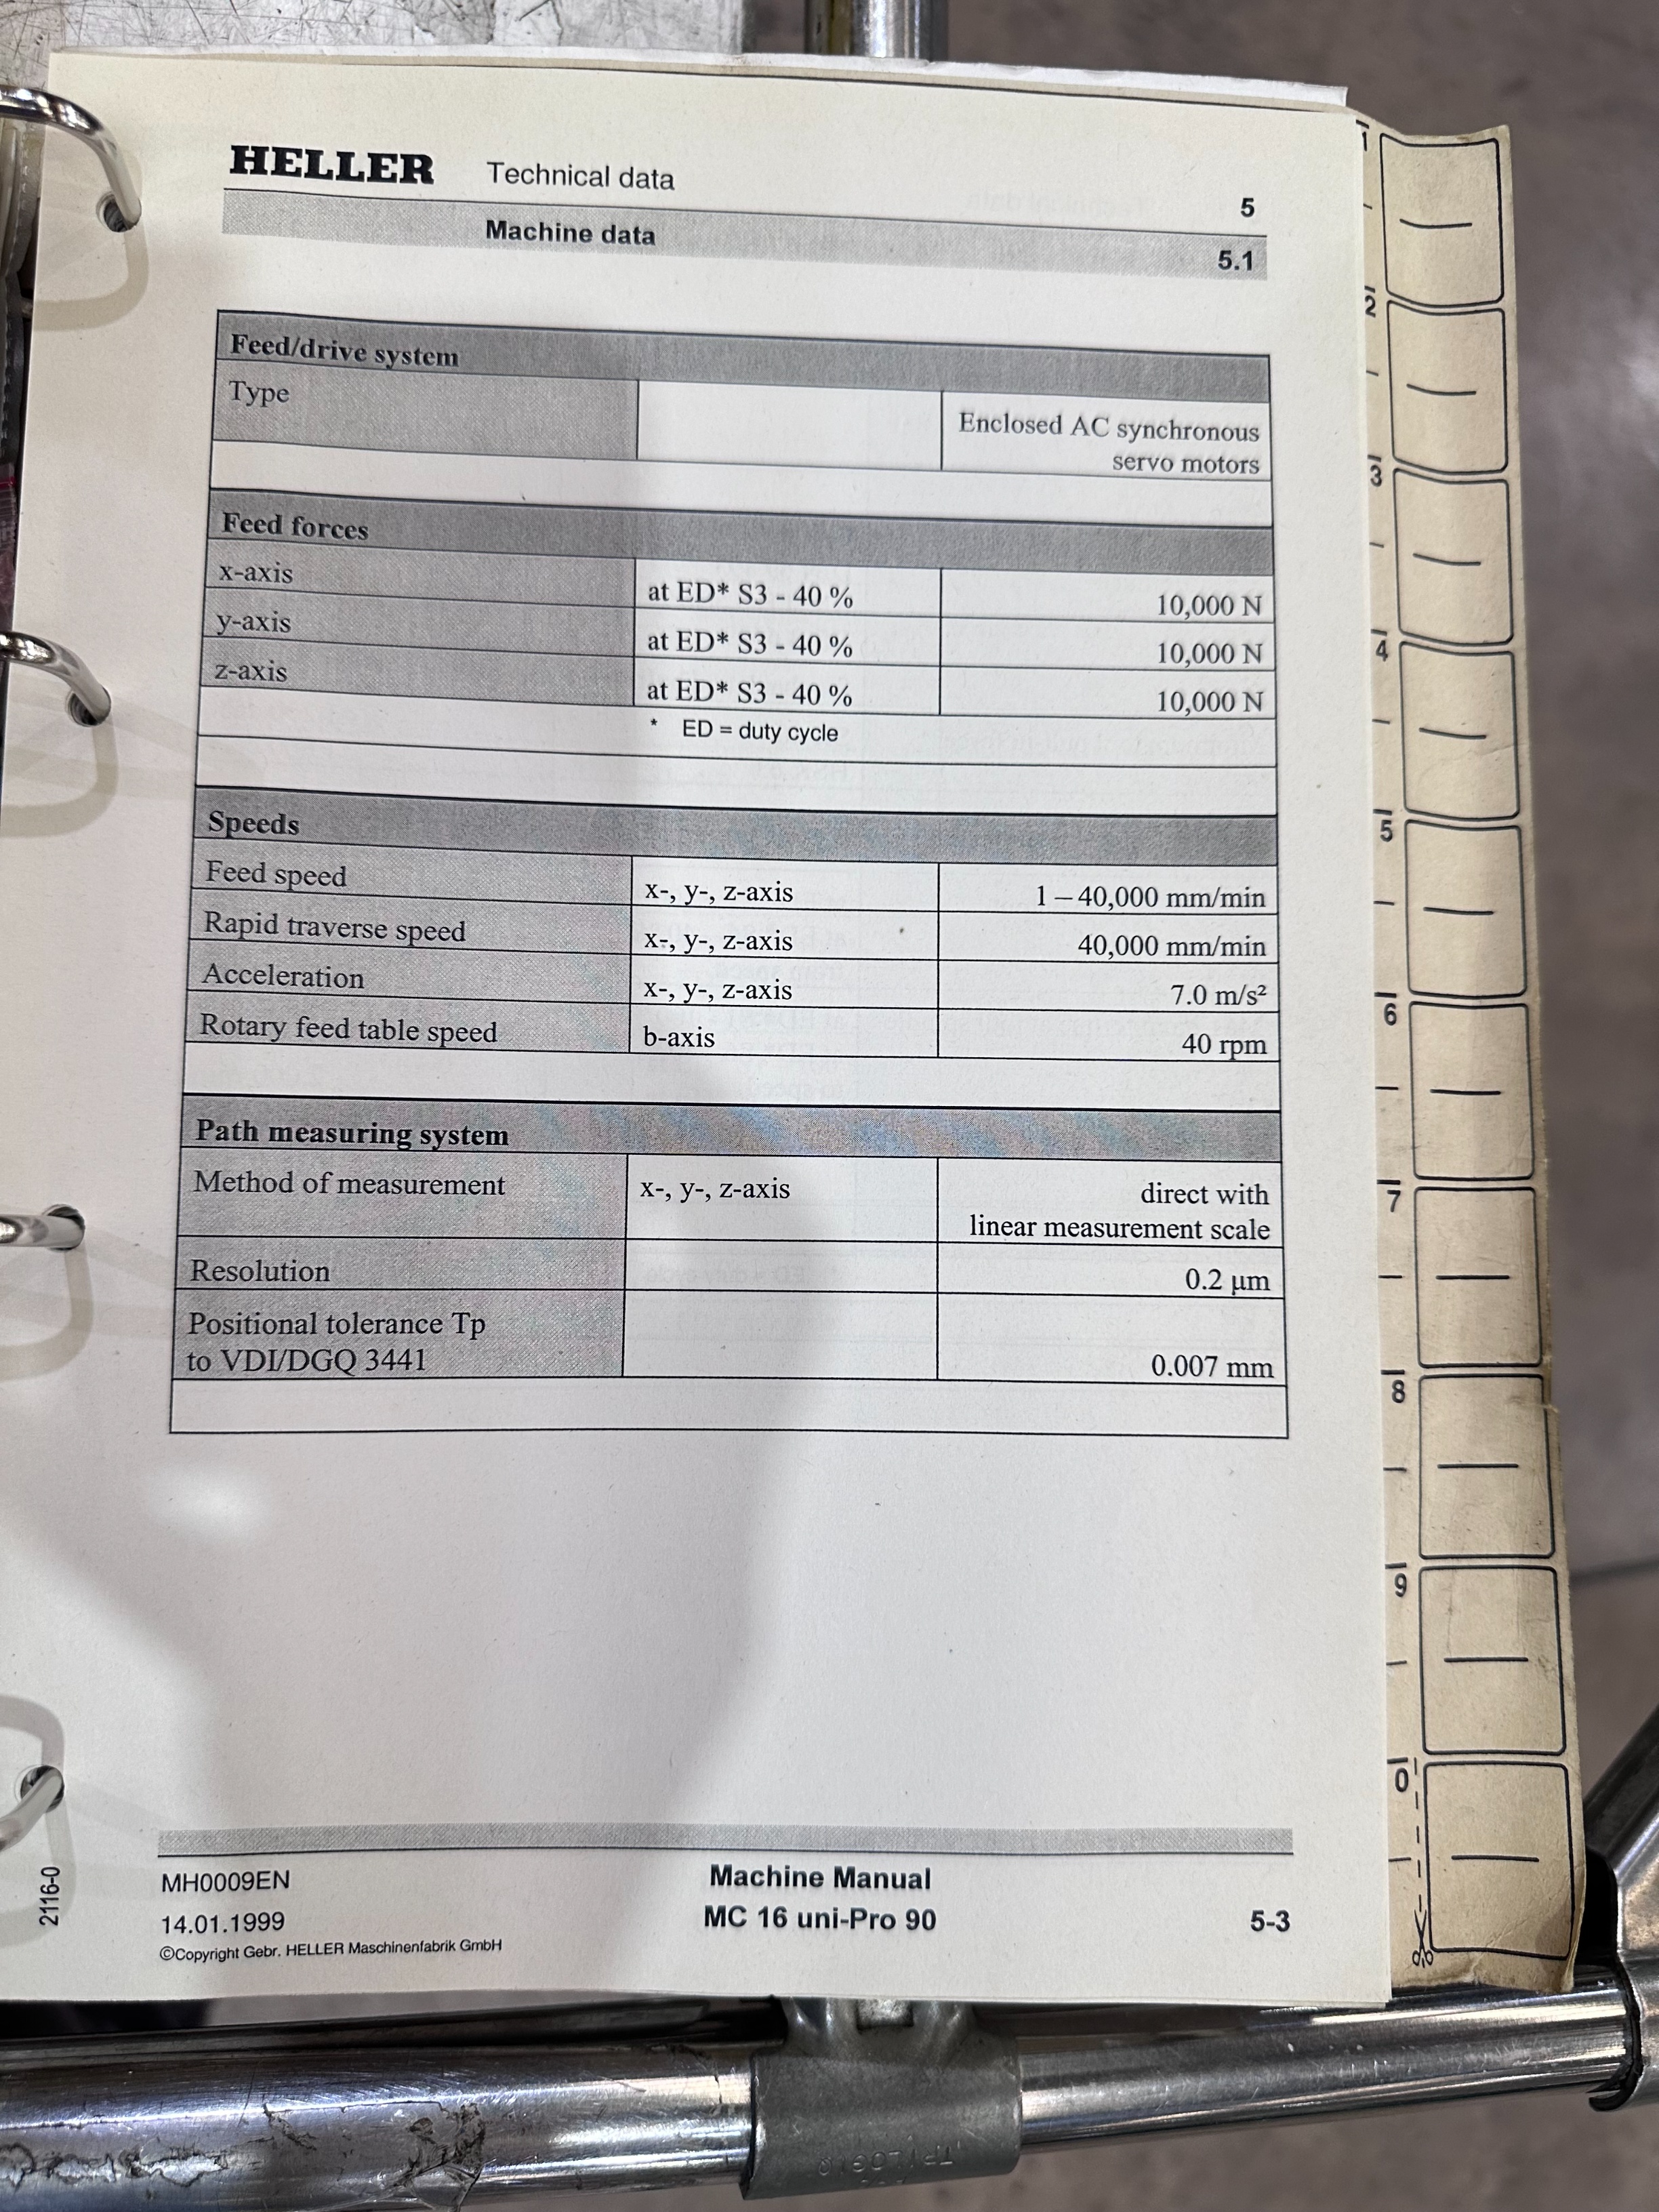 HELLER Technical data 5
Machine data 5.1
Feed/drive system
Type Enclosed AC synchronous
servo motors
Feed forces
x-axis at ED* S3 - 40 % 10,000 N
y-axis at ED* S3 - 40 % 10,000 N
z-axis at ED* S3 - 40 % 10,000 N
* ED = duty cycle
Speeds
Feed speed x-, y-, z-axis 1 – 40,000 mm/min
Rapid traverse speed x-, y-, z-axis 40,000 mm/min
Acceleration x-, y-, z-axis 7.0 m/s²
Rotary feed table speed b-axis 40 rpm
Path measuring system
Method of measurement x-, y-, z-axis direct with
linear measurement scale
Resolution 0.2 µm
Positional tolerance Tp
to VDI/DGQ 3441 0.007 mm
MH0009EN Machine Manual
14.01.1999 MC 16 uni-Pro 90 5-3
©Copyright Gebr. HELLER Maschinenfabrik GmbH
2116-0
1
2
3
4
5
6
7
8
9
0